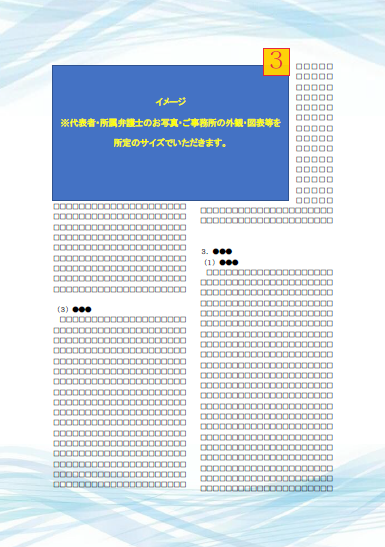 3
イメージ
※代表者・所属弁護士のお写真・ご事務所の外観・図表等を
所定のサイズでいただきます。
（3）●●●
3．●●●
（1）●●●